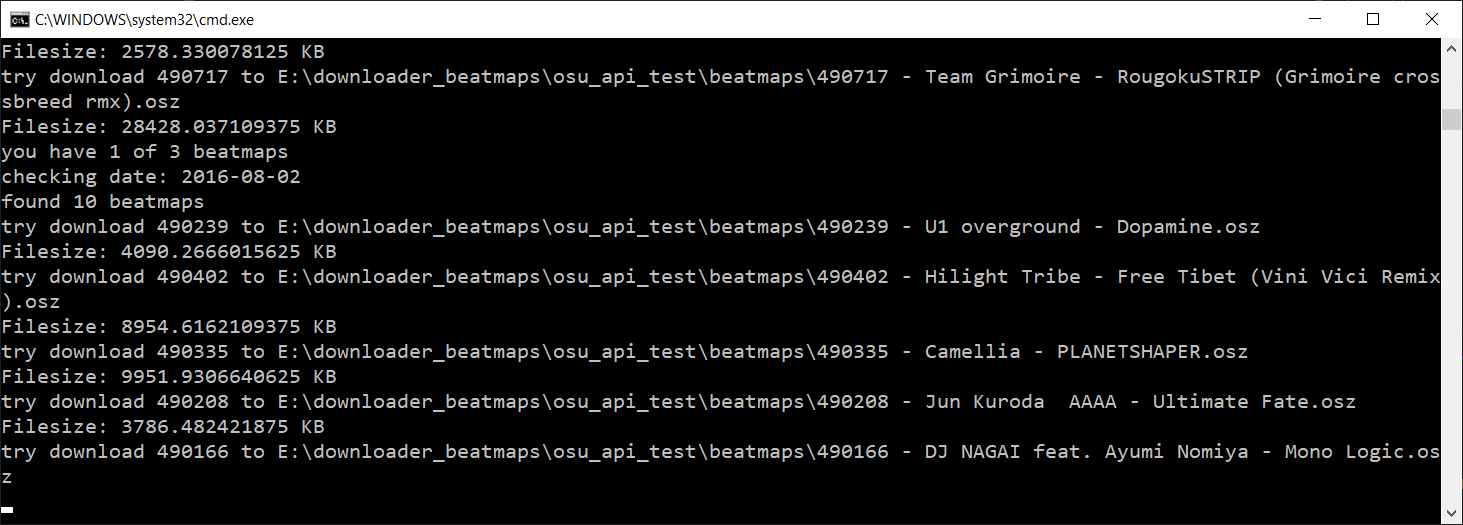 C:\WINDOWS\system32\cmd.exe
Filesize: 2578.330078125 KB
try download 490717 to E:\downloader_beatmaps\osu_api_test\beatmaps\490717 - Team Grimoire - RougokuSTRIP (Grimoire cros
sbreed rmx).osz
Filesize: 28428.037109375 KB
you have 1 of 3 beatmaps
checking date: 2016-08-02
found 10 beatmaps
try download 490239 to E:\downloader_beatmaps\osu_api_test\beatmaps\490239 - U1 overground - Dopamine.osz
Filesize: 4090.2666015625 KB
try download 490402 to E:\downloader_beatmaps\osu_api_test\beatmaps\490402 - Hilight Tribe - Free Tibet (Vini Vici Remix
).osz
Filesize: 8954.6162109375 KB
try download 490335 to E:\downloader_beatmaps\osu_api_test\beatmaps\490335 - Camellia - PLANETSHAPER.osz
Filesize: 9951.9306640625 KB
try download 490208 to E:\downloader_beatmaps\osu_api_test\beatmaps\490208 - Jun Kuroda  AAAA - Ultimate Fate.osz
Filesize: 3786.482421875 KB
try download 490166 to E:\downloader_beatmaps\osu_api_test\beatmaps\490166 - DJ NAGAI feat. Ayumi Nomiya - Mono Logic.os
z